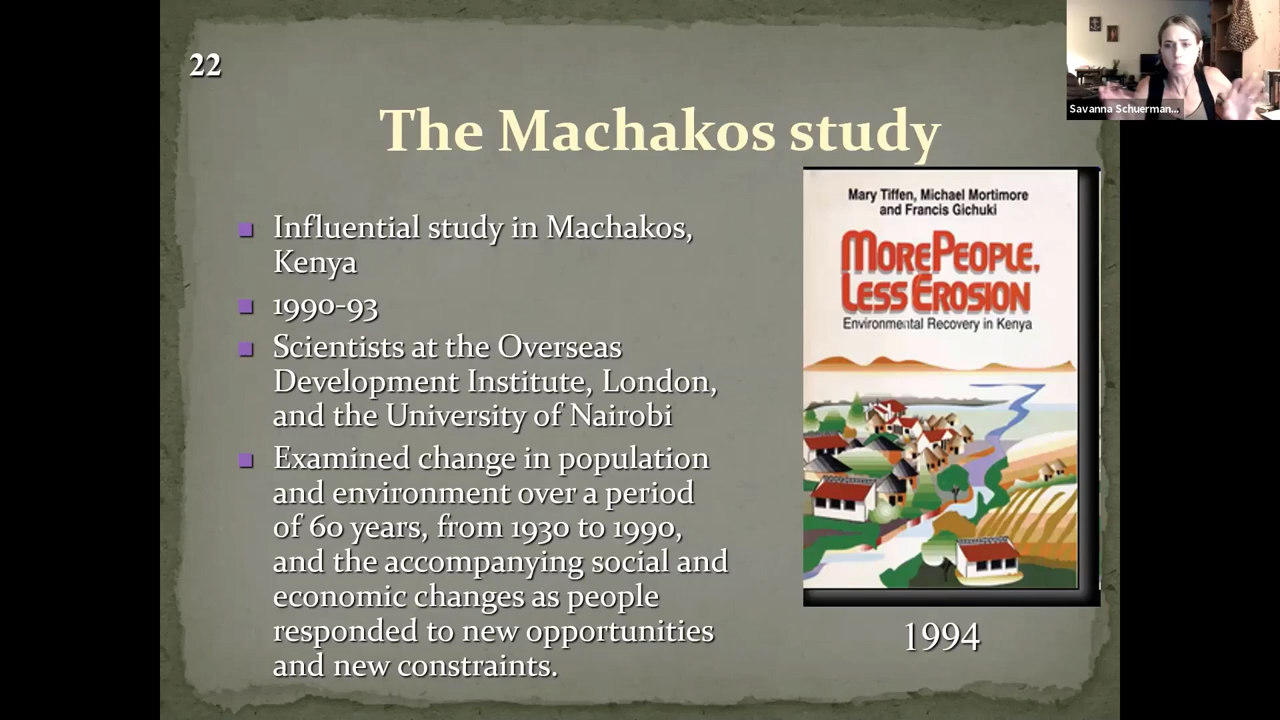 22
Savanna Schuerman...
The Machakos study
Influential study in Machakos,
Kenya
1990-93
Scientists at the Overseas
Development Institute, London,
and the University of Nairobi
Examined change in population
and environment over a period
of 60 years, from 1930 to 1990,
and the accompanying social and
economic changes as people
responded to new opportunities
and new constraints.
Mary Tiffen, Michael Mortimore
and Francis Gichuki
MORE PEOPLE,
LESS EROSION
Environmental Recovery in Kenya
1994